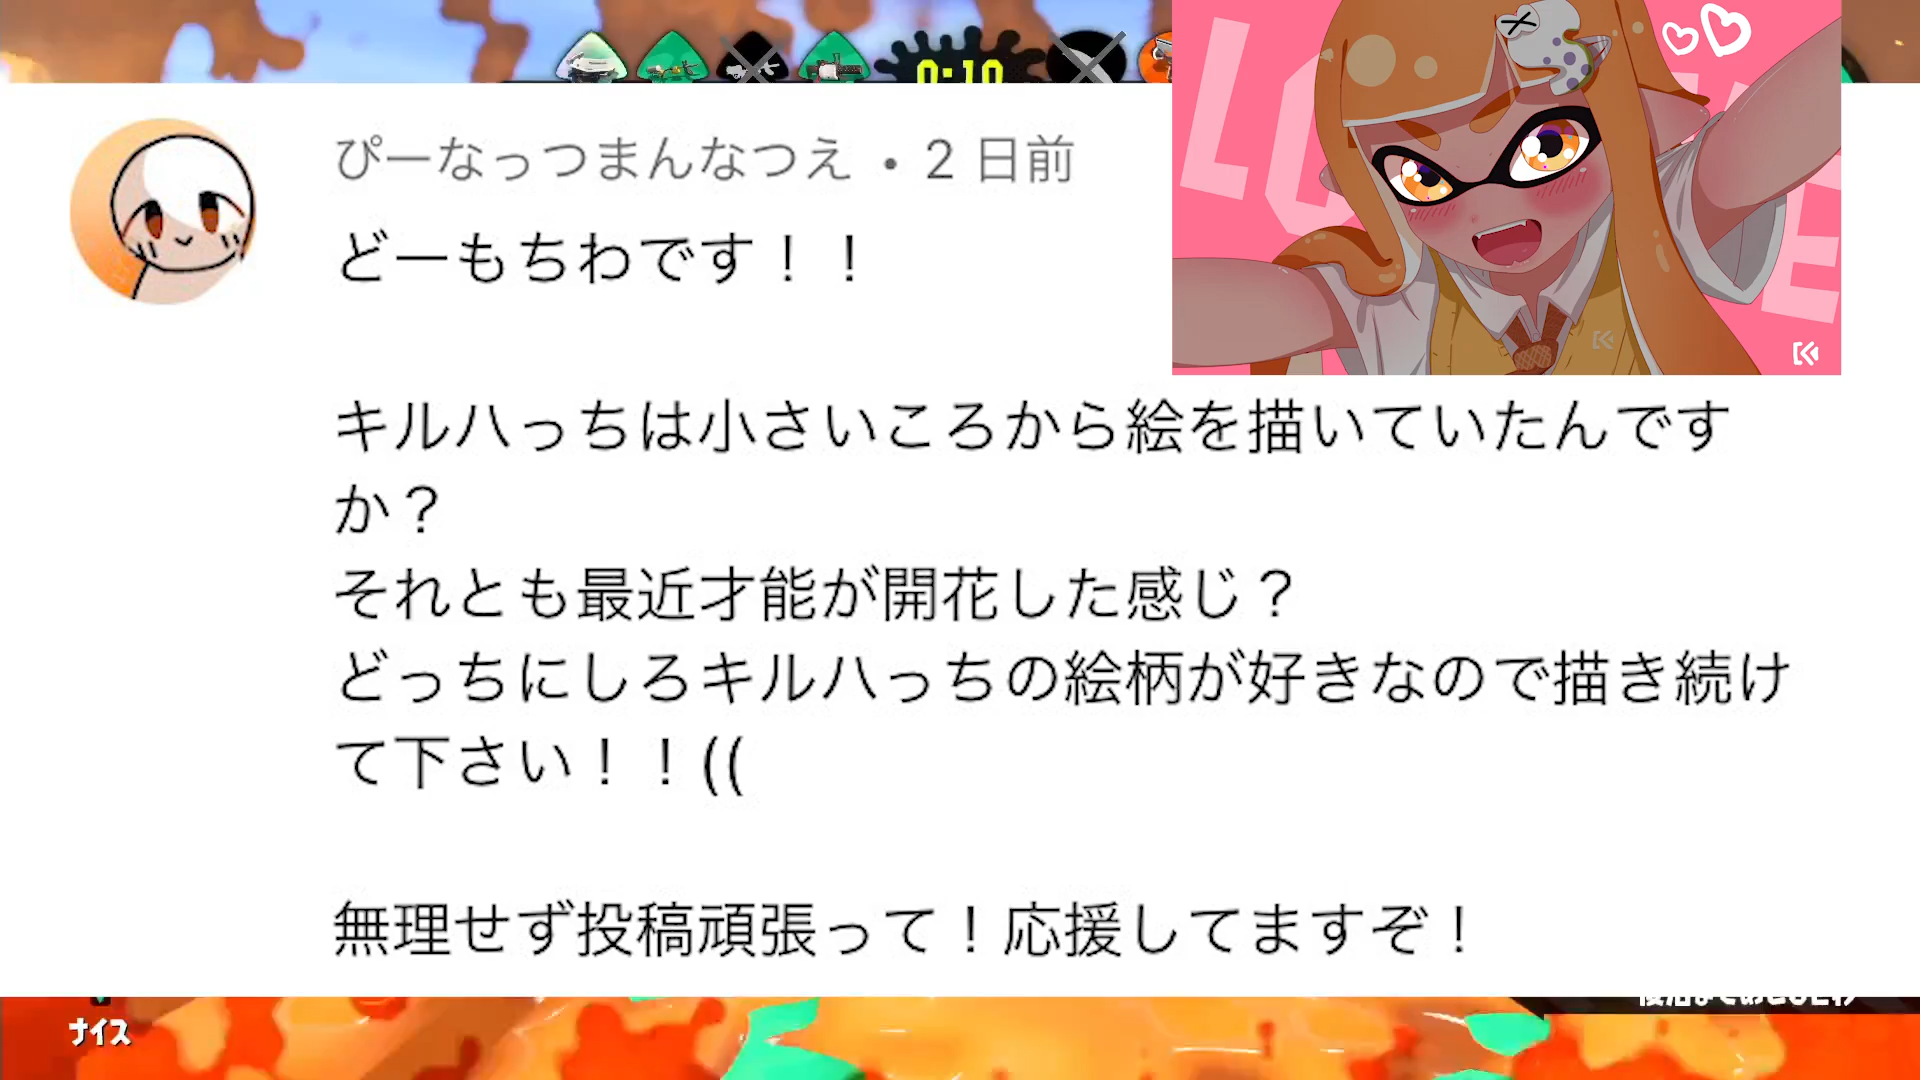 0:10
ぴーなっつまんなつえ • 2 日前
どーもちわです！！
キルハっちは小さいころから絵を描いていたんです
か？
それとも最近才能が開花した感じ？
どっちにしろキルハっちの絵柄が好きなので描き続け
て下さい！！((
無理せず投稿頑張って！応援してますぞ！
ナイス